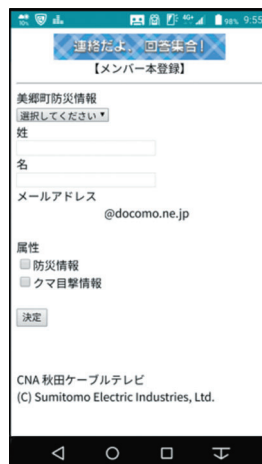 98% 9:55
連絡だよ、回答集合！
【メンバー本登録】
美郷町防災情報
選択してください▼
姓
名
メールアドレス
@docomo.ne.jp
属性
防災情報
クマ目撃情報
決定
CNA 秋田ケーブルテレビ
(C) Sumitomo Electric Industries, Ltd.